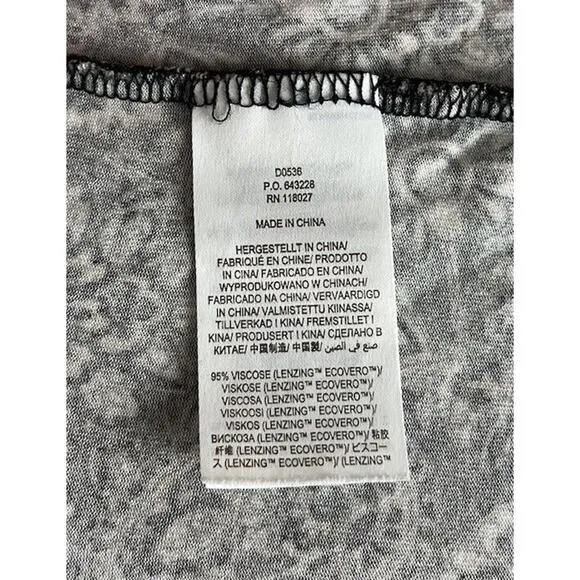 D0536
P.O. 643228
RN 118027
MADE IN CHINA
HERGESTELLT IN CHINA/
FABRIQUÉ EN CHINE/ PRODOTTO
IN CINA/ FABRICADO EN CHINA/
WYPRODUKOWANO W CHINACH/
FABRICADO NA CHINA/ VERVAARDIGD
IN CHINA/ VALMISTETTU KIINASSA/
TILLVERKAD I KINA/ FREMSTILLET I
KINA/ PRODUSERT I KINA/ СДЕЛАНО В
КИТАЕ/ 中国制造/ 中国製/ صنع في الصين/
95% VISCOSE (LENZING™ ECOVERO™)/
VISKOSE (LENZING™ ECOVERO™)/
VISCOSA (LENZING™ ECOVERO™)/
VISKOOSI (LENZING™ ECOVERO™)/
VISKOS (LENZING™ ECOVERO™)/
ВИСКОЗА (LENZING™ ECOVERO™)/ 粘胶
纤维 (LENZING™ ECOVERO™)/ ビスコー
ス (LENZING™ ECOVERO™)/ (LENZING™